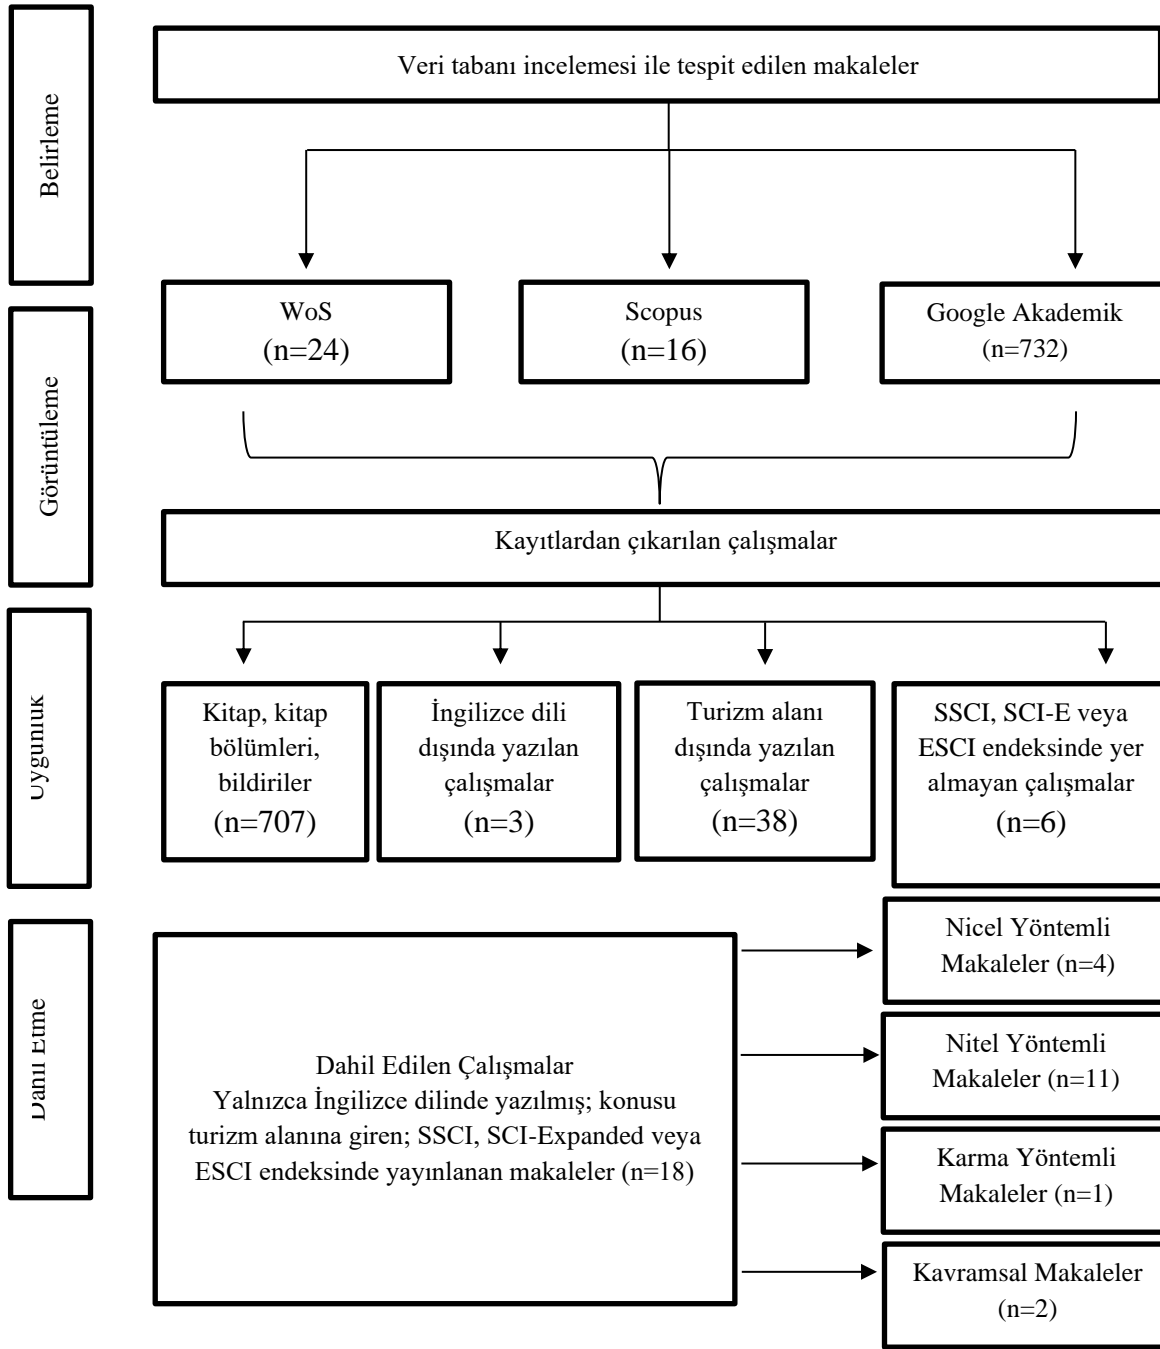 Belirleme
Veri tabanı incelemesi ile tespit edilen makaleler
WoS
(n=24)
Scopus
(n=16)
Google Akademik
(n=732)
Görüntüleme
Kayıtlardan çıkarılan çalışmalar
Uygunluk
Kitap, kitap
bölümleri,
bildiriler
(n=707)
İngilizce dili
dışında yazılan
çalışmalar
(n=3)
Turizm alanı
dışında yazılan
çalışmalar
(n=38)
SSCI, SCI-E veya
ESCI endeksinde yer
almayan çalışmalar
(n=6)
Dahil Etme
Dahil Edilen Çalışmalar
Yalnızca İngilizce dilinde yazılmış; konusu
turizm alanına giren; SSCI, SCI-Expanded veya
ESCI endeksinde yayınlanan makaleler (n=18)
Nicel Yöntemli
Makaleler (n=4)
Nitel Yöntemli
Makaleler (n=11)
Karma Yöntemli
Makaleler (n=1)
Kavramsal Makaleler
(n=2)